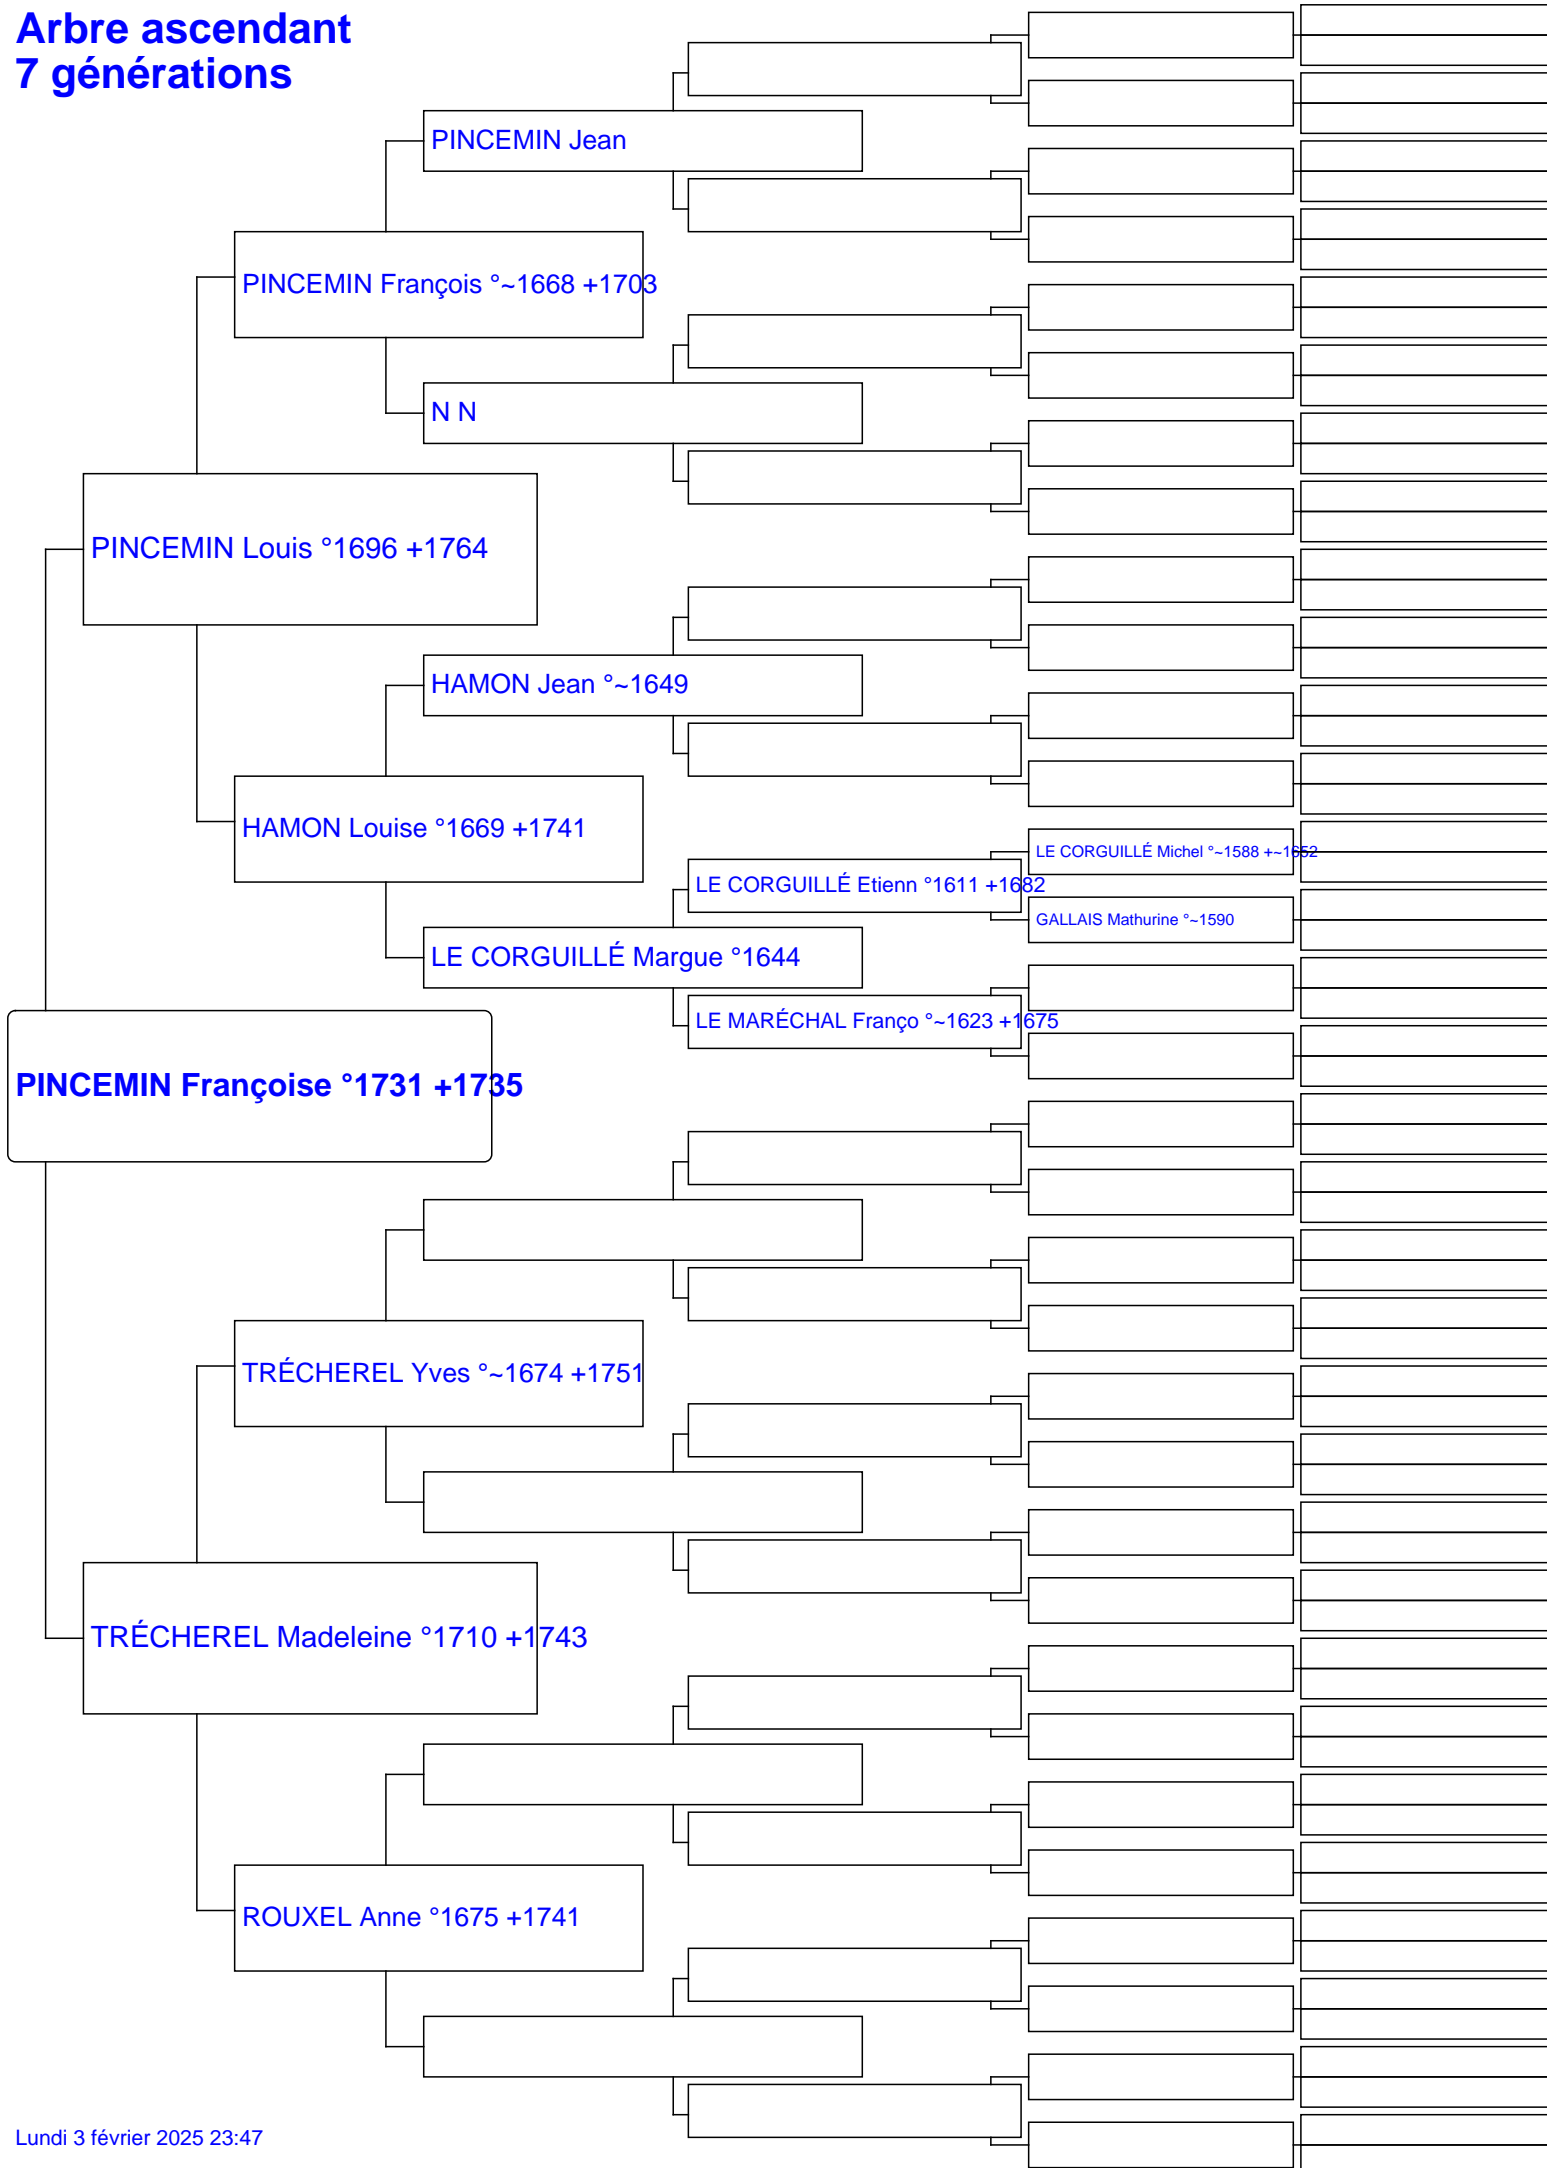 Arbre ascendant
7 générations
PINCEMIN Jean
PINCEMIN François °~1668 +1703
N N
PINCEMIN Louis °1696 +1764
HAMON Jean °~1649
HAMON Louise °1669 +1741
LE CORGUILLÉ Michel °~1588 +~1652
LE CORGUILLÉ Etienn °1611 +1682
GALLAIS Mathurine °~1590
LE CORGUILLÉ Margue °1644
LE MARÉCHAL Franço °~1623 +1675
PINCEMIN Françoise °1731 +1735
TRÉCHEREL Yves °~1674 +1751
TRÉCHEREL Madeleine °1710 +1743
ROUXEL Anne °1675 +1741
Lundi 3 février 2025 23:47